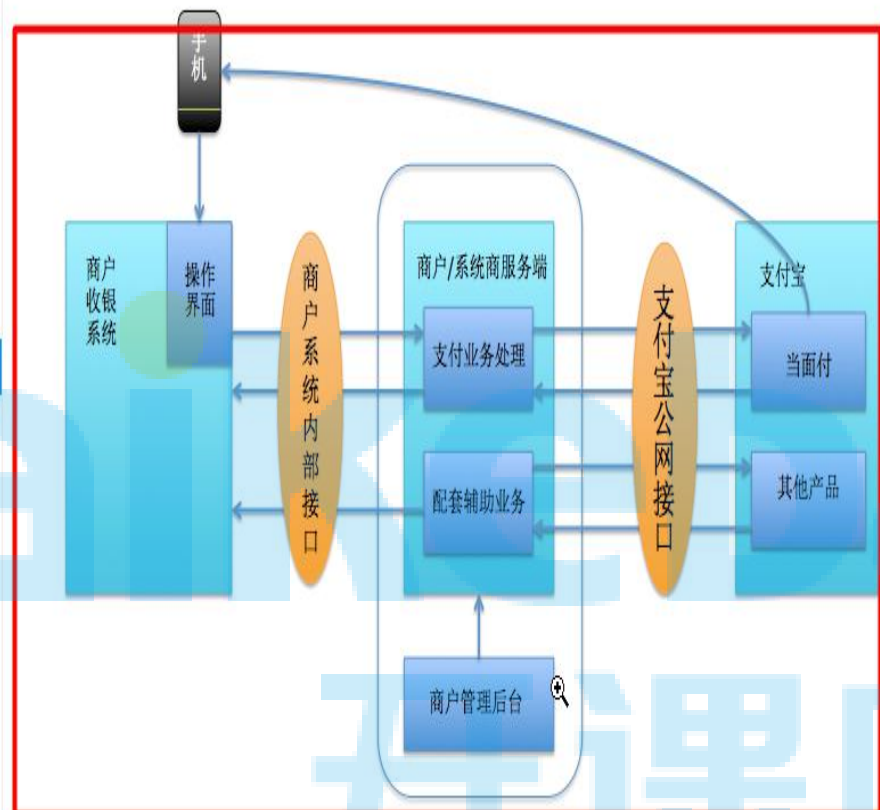 手机
商户
收银
系统
操作
界面
商户系统内部接口
商户/系统商服务端
支付业务处理
配套辅助业务
商户管理后台
支付宝公网接口
支付宝
当面付
其他产品